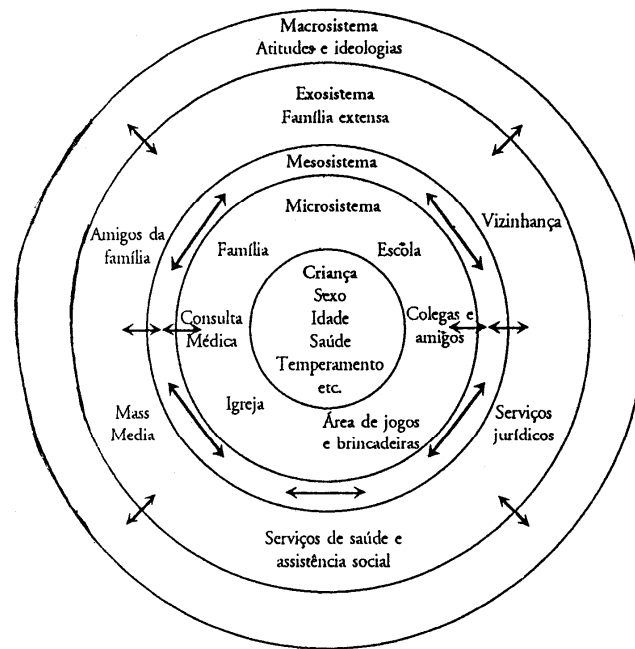 Macrosistema
Atitudes e ideologias
Exosistema
Família extensa
Mesosistema
Microsistema
Amigos da
família
Vizinhança
Família
Escola
Criança
Sexo
Idade
Saúde
Temperamento
etc.
Consulta
Médica
Colegas e
amigos
Igreja
Área de jogos
e brincadeiras
Mass
Media
Serviços
jurídicos
Serviços de saúde e
assistência social